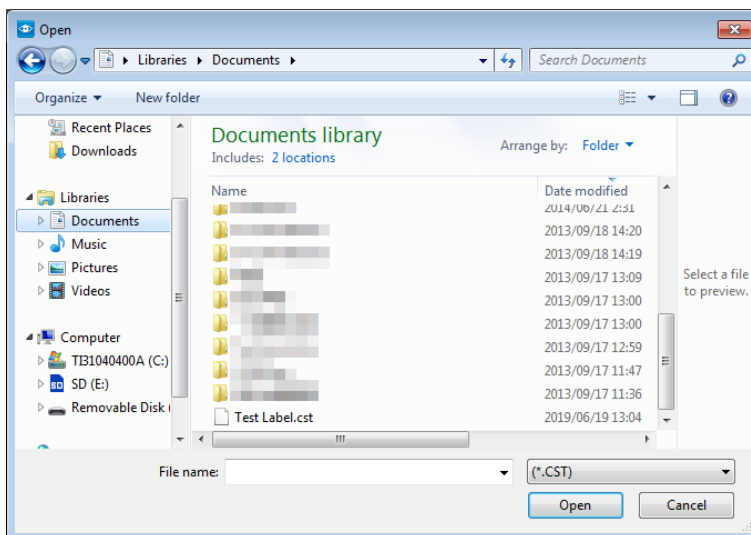 Open
Libraries Documents
Search Documents
Organize New folder
Recent Places
Downloads
Libraries
Documents
Music
Pictures
Videos
Computer
TI31040400A (C:)
SD (E:)
Removable Disk
Documents library
Includes: 2 locations
Arrange by: Folder
Name Date modified
2014/06/21 2:31
2013/09/18 14:20
2013/09/18 14:19
2013/09/17 13:09
2013/09/17 13:00
2013/09/17 13:00
2013/09/17 12:59
2013/09/17 11:47
2013/09/17 11:36
Test Label.cst 2019/06/19 13:04
Select a file
to preview.
File name: (*.CST)
Open Cancel